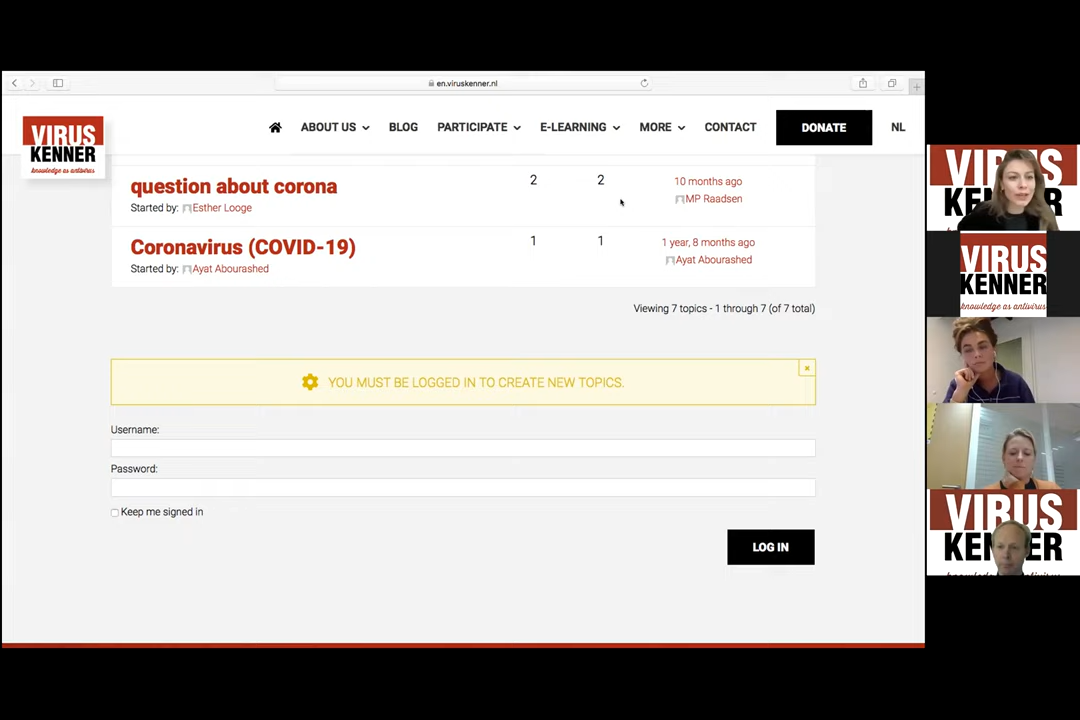 en.viruskenner.nl
VIRUS
KENNER
knowledge as antivirus
ABOUT US
BLOG
PARTICIPATE
E-LEARNING
MORE
CONTACT
DONATE
NL
question about corona
2
2
10 months ago
Started by: Esther Looge
MP Raadsen
Coronavirus (COVID-19)
1
1
1 year, 8 months ago
Started by: Ayat Abourashed
Ayat Abourashed
Viewing 7 topics - 1 through 7 (of 7 total)
YOU MUST BE LOGGED IN TO CREATE NEW TOPICS.
Username:
Password:
Keep me signed in
LOG IN
VIRUS
KENNER
knowledge as antivirus
VIRUS